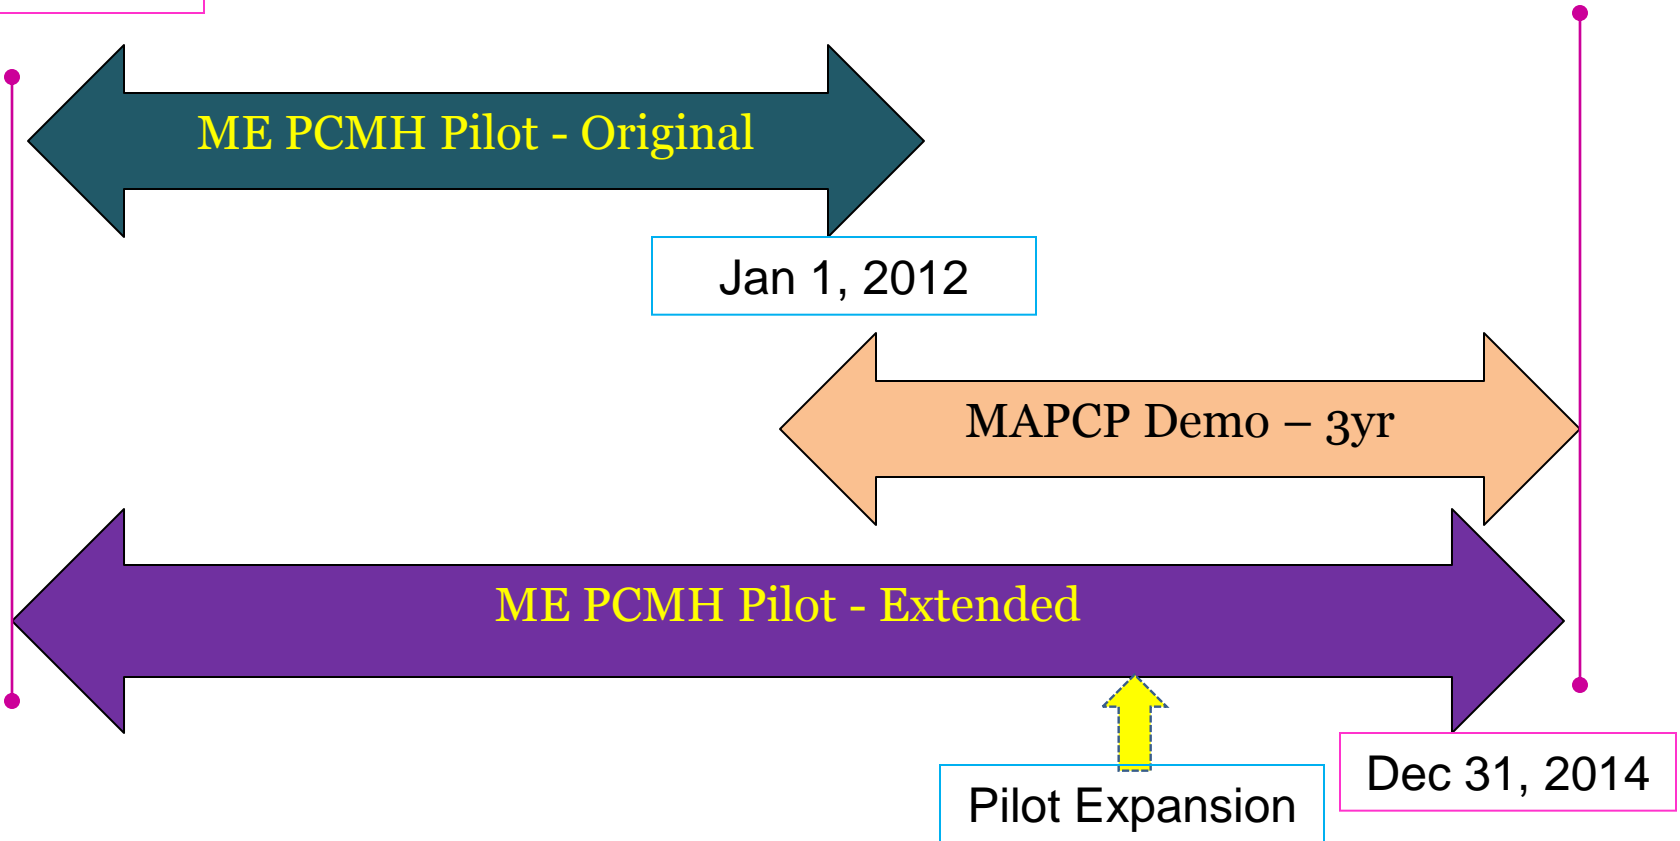 ME PCMH Pilot - Original
Jan 1, 2012
MAPCP Demo – 3yr
ME PCMH Pilot - Extended
Pilot Expansion
Dec 31, 2014